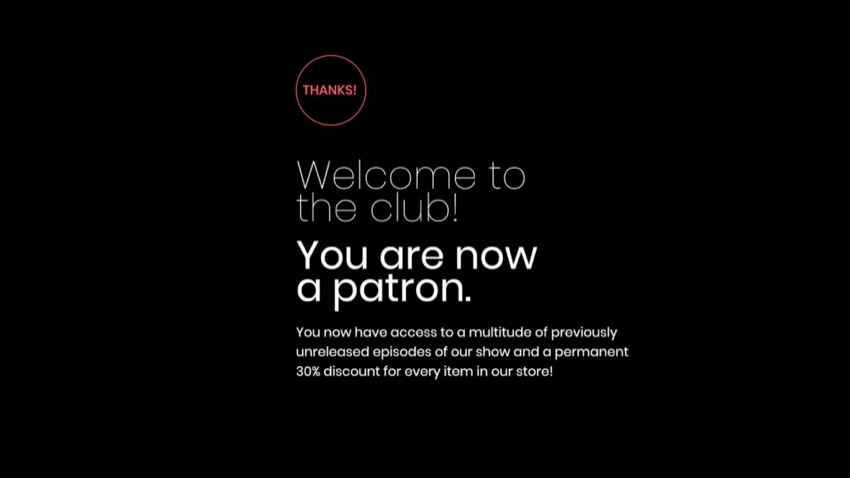 THANKS!
Welcome to
the club!
You are now
a patron.
You now have access to a multitude of previously
unreleased episodes of our show and a permanent
30% discount for every item in our store!